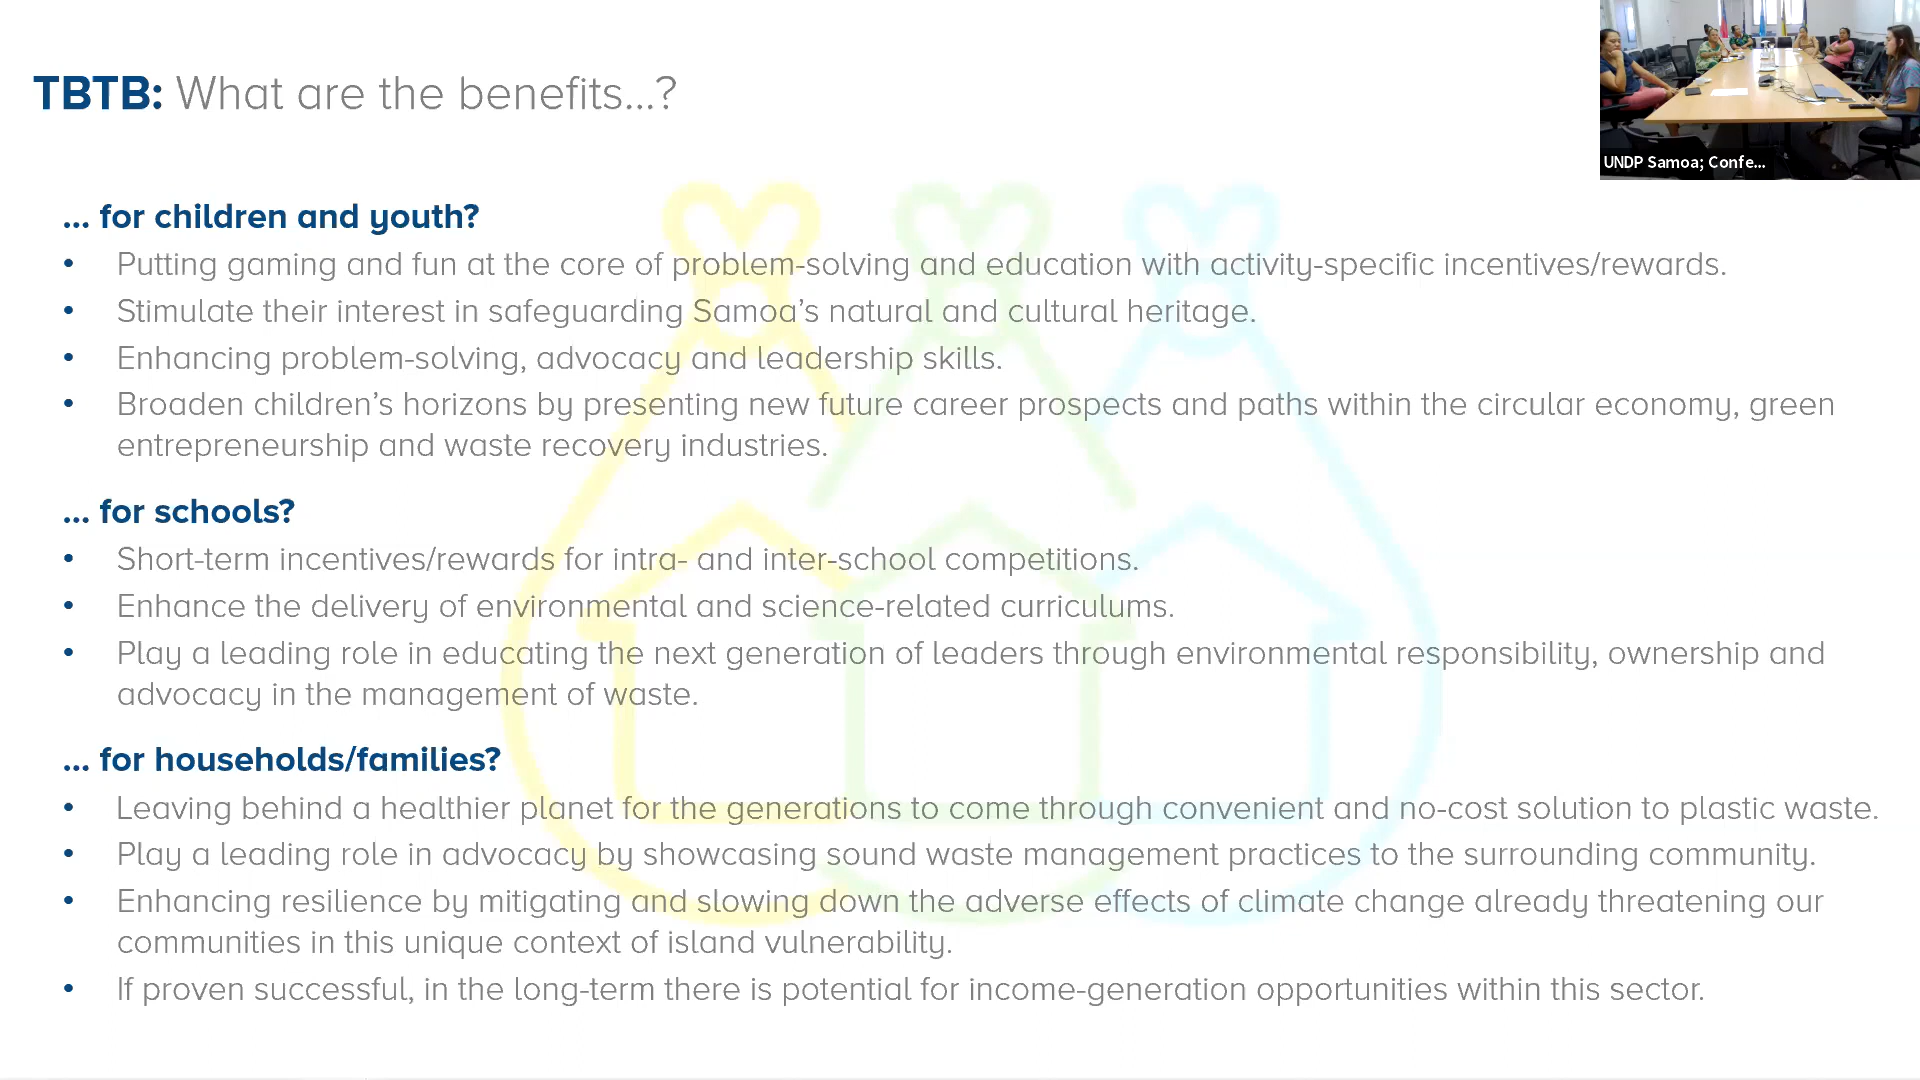 TBTB: What are the benefits...?
UNDP Samoa; Confe...
... for children and youth?
• Putting gaming and fun at the core of problem-solving and education with activity-specific incentives/rewards.
• Stimulate their interest in safeguarding Samoa’s natural and cultural heritage.
• Enhancing problem-solving, advocacy and leadership skills.
• Broaden children’s horizons by presenting new future career prospects and paths within the circular economy, green
entrepreneurship and waste recovery industries.
... for schools?
• Short-term incentives/rewards for intra- and inter-school competitions.
• Enhance the delivery of environmental and science-related curriculums.
• Play a leading role in educating the next generation of leaders through environmental responsibility, ownership and
advocacy in the management of waste.
... for households/families?
• Leaving behind a healthier planet for the generations to come through convenient and no-cost solution to plastic waste.
• Play a leading role in advocacy by showcasing sound waste management practices to the surrounding community.
• Enhancing resilience by mitigating and slowing down the adverse effects of climate change already threatening our
communities in this unique context of island vulnerability.
• If proven successful, in the long-term there is potential for income-generation opportunities within this sector.